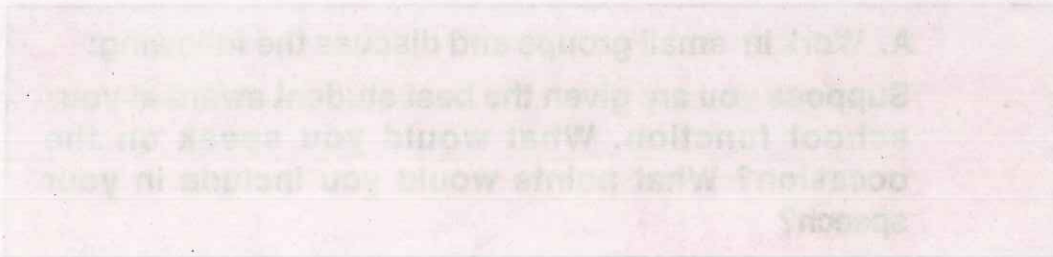 A. Work in small groups and discuss the following:
Suppose you are given the best student award in your
school function. What would you speak on the
occasion? What points would you include in your
speech?